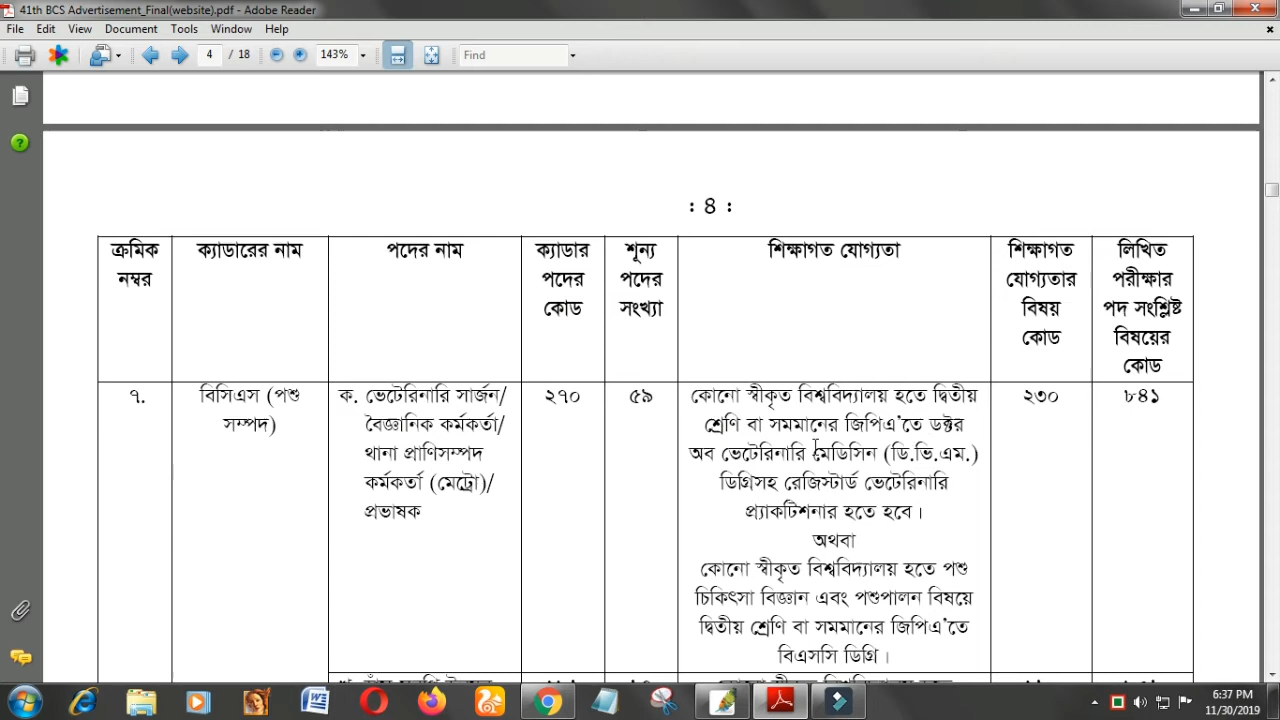 41th BCS Advertisement_Final(website).pdf - Adobe Reader
File Edit View Document Tools Window Help
4 / 18 143% Find
: ৪ :
ক্রমিক নম্বর
ক্যাডারের নাম
পদের নাম
ক্যাডার পদের কোড
শূন্য পদের সংখ্যা
শিক্ষাগত যোগ্যতা
শিক্ষাগত যোগ্যতার বিষয় কোড
লিখিত পরীক্ষার পদ সংশ্লিষ্ট বিষয়ের কোড
৭.
বিসিএস (পশু
সম্পদ)
ক. ভেটেরিনারি সার্জন/
বৈজ্ঞানিক কর্মকর্তা/
থানা প্রাণিসম্পদ
কর্মকর্তা (মেট্রো)/
প্রভাষক
২৭০
৫৯
কোনো স্বীকৃত বিশ্ববিদ্যালয় হতে দ্বিতীয়
শ্রেণি বা সমমানের জিপিএ'তে ডক্টর
অব ভেটেরিনারি মেডিসিন (ডি.ভি.এম.)
ডিগ্রিসহ রেজিস্টার্ড ভেটেরিনারি
প্র্যাকটিশনার হতে হবে।
অথবা
কোনো স্বীকৃত বিশ্ববিদ্যালয় হতে পশু
চিকিৎসা বিজ্ঞান এবং পশুপালন বিষয়ে
দ্বিতীয় শ্রেণি বা সমমানের জিপিএ'তে
বিএসসি ডিগ্রি।
২৩০
৮৪১
6:37 PM
11/30/2019